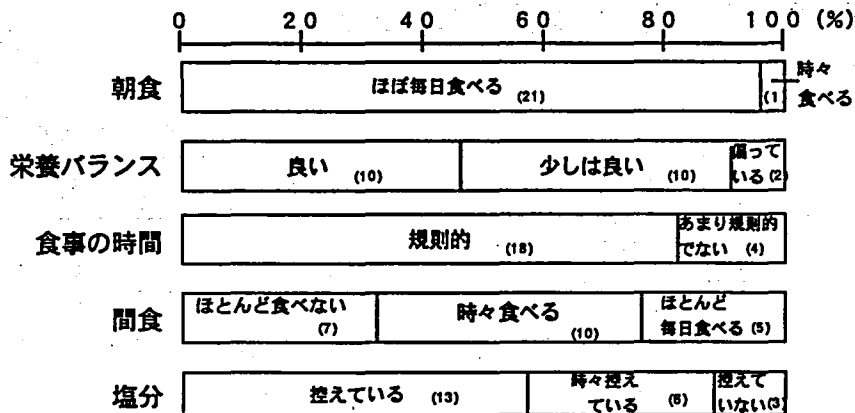 0 20 40 60 80 100 (%)
朝食 ほぼ毎日食べる (21) (1) 時々
食べる
栄養バランス 良い (10) 少しは良い (10) 偏って
いる (2)
食事の時間 規則的 (18) あまり規則的
でない (4)
間食 ほとんど食べない (7) 時々食べる (10) ほとんど
毎日食べる (5)
塩分 控えている (13) 時々控え
ている (6) 控えて
いない (3)